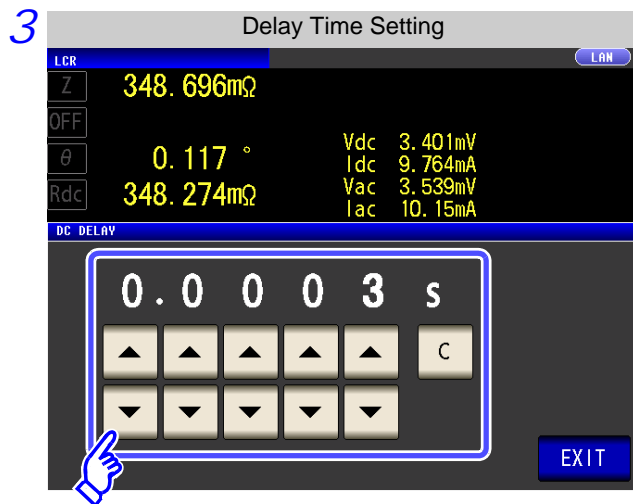 3 Delay Time Setting
LCR LAN
Z 348.696mΩ
OFF
θ 0.117 °
Rdc 348.274mΩ
Vdc 3.401mV
Idc 9.764mA
Vac 3.539mV
Iac 10.15mA
DC DELAY
0.0003 s
C
EXIT